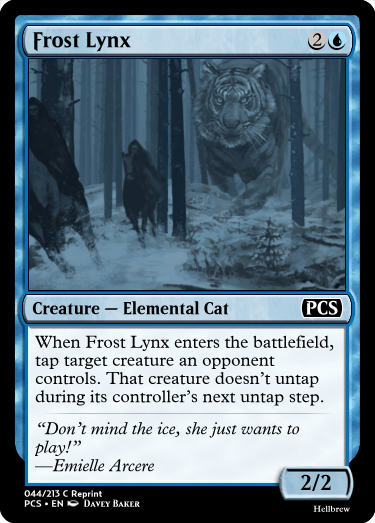 Frost Lynx 2
Creature — Elemental Cat PCS
When Frost Lynx enters the battlefield,
tap target creature an opponent
controls. That creature doesn't untap
during its controller's next untap step.
"Don't mind the ice, she just wants to
play!"
—Emielle Arcere
2/2
044/213 C Reprint
PCS • EN Davey Baker
Hellbrew